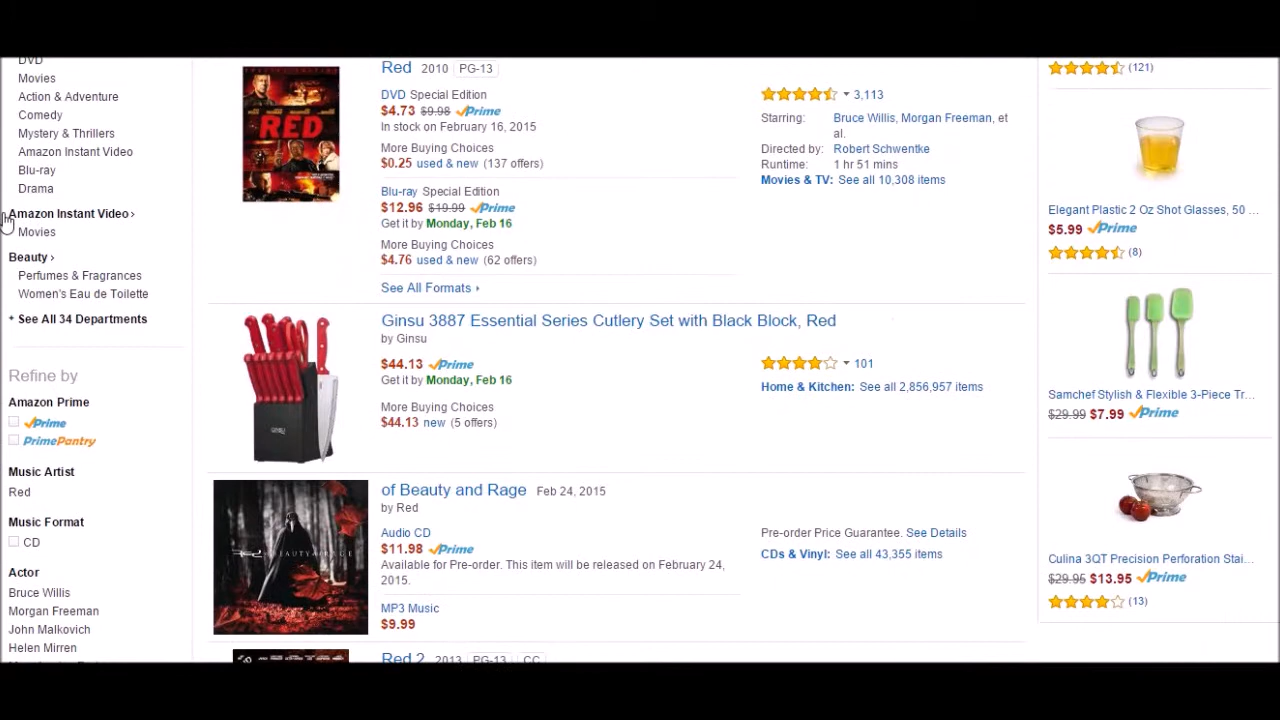 DVD
Movies
Action & Adventure
Comedy
Mystery & Thrillers
Amazon Instant Video
Blu-ray
Drama
Amazon Instant Video ›
Movies
Beauty ›
Perfumes & Fragrances
Women's Eau de Toilette
+ See All 34 Departments
Refine by
Amazon Prime
Prime
PrimePantry
Music Artist
Red
Music Format
CD
Actor
Bruce Willis
Morgan Freeman
John Malkovich
Helen Mirren
RED
Red 2010 PG-13
DVD Special Edition
$4.73 $9.98 Prime
In stock on February 16, 2015
More Buying Choices
$0.25 used & new (137 offers)
Blu-ray Special Edition
$12.96 $19.99 Prime
Get it by Monday, Feb 16
More Buying Choices
$4.76 used & new (62 offers)
See All Formats ›
3,113
Starring: Bruce Willis, Morgan Freeman, et
al.
Directed by: Robert Schwentke
Runtime: 1 hr 51 mins
Movies & TV: See all 10,308 items
Ginsu 3887 Essential Series Cutlery Set with Black Block, Red
by Ginsu
$44.13 Prime
Get it by Monday, Feb 16
More Buying Choices
$44.13 new (5 offers)
101
Home & Kitchen: See all 2,856,957 items
of Beauty and Rage Feb 24, 2015
by Red
Audio CD
$11.98 Prime
Available for Pre-order. This item will be released on February 24,
2015.
MP3 Music
$9.99
Pre-order Price Guarantee. See Details
CDs & Vinyl: See all 43,355 items
Red 2 2013 PG-13 CC
(121)
Elegant Plastic 2 Oz Shot Glasses, 50 ...
$5.99 Prime
(8)
Samchef Stylish & Flexible 3-Piece Tr...
$29.99 $7.99 Prime
Culina 3QT Precision Perforation Stai...
$29.95 $13.95 Prime
(13)